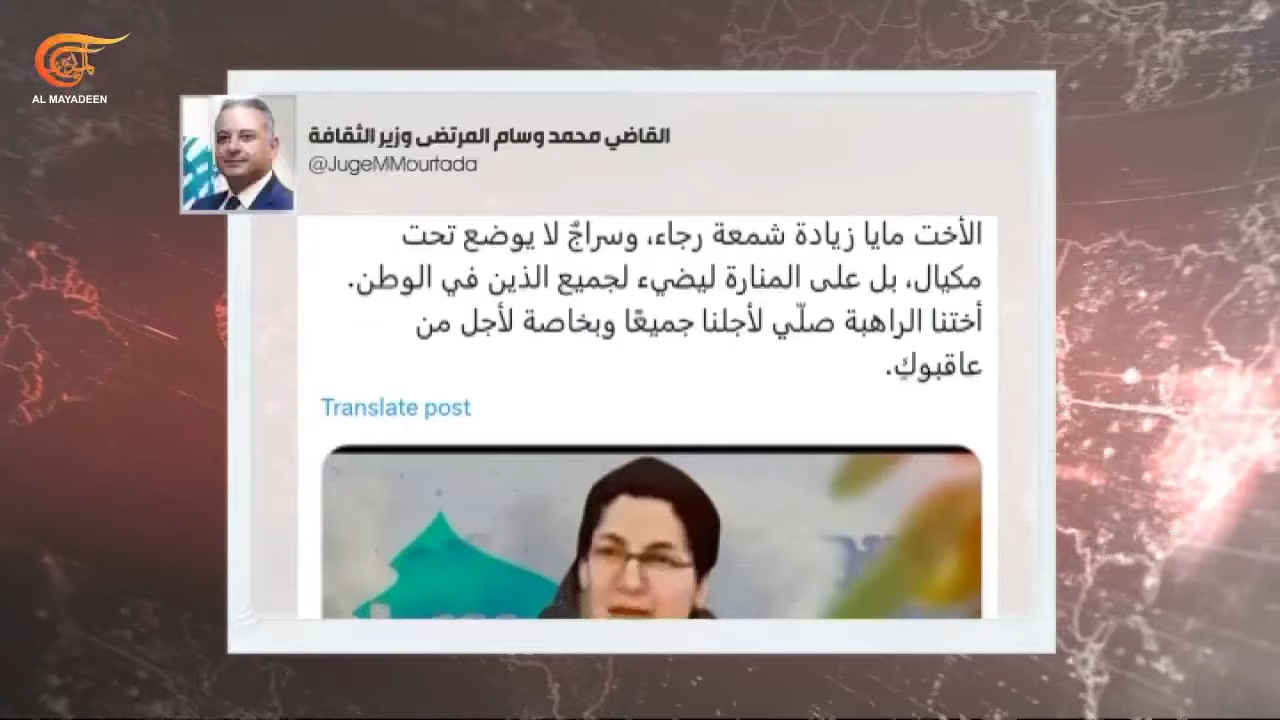 AL MAYADEEN
القاضي محمد وسام المرتضى وزير الثقافة
@JugeMMourtada
الأخت مايا زيادة شمعة رجاء، وسراجٌ لا يوضع تحت
مكيال، بل على المنارة ليضيء لجميع الذين في الوطن.
أختنا الراهبة صلّي لأجلنا جميعًا وبخاصة لأجل من
عاقبوكِ.
Translate post